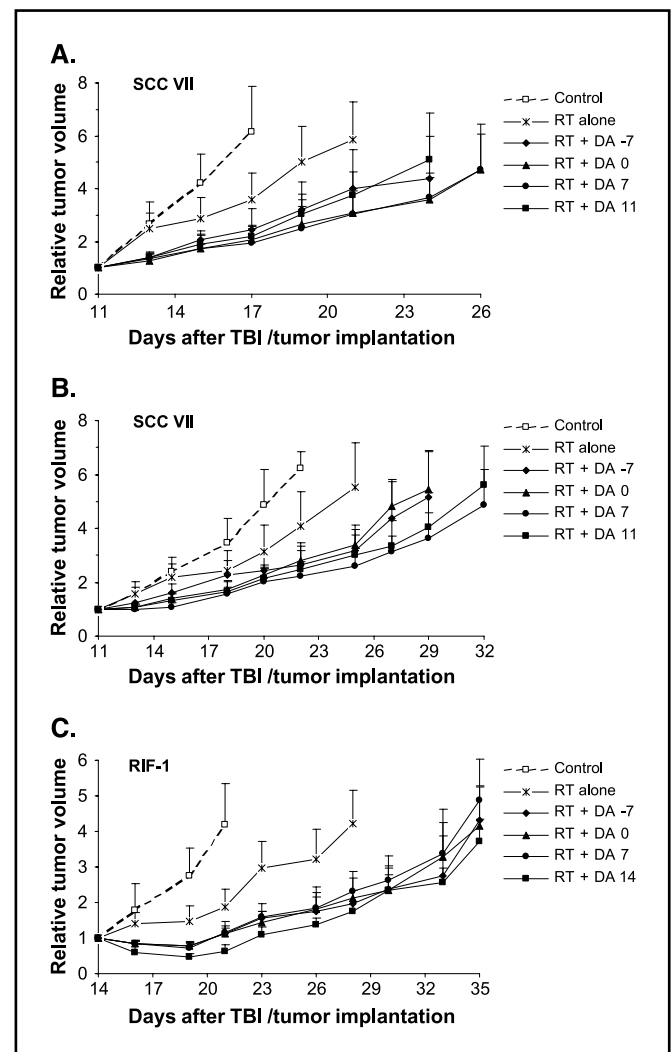 A.
SCC VII
Relative tumor volume
8
6
4
2
0
11 14 17 20 23 26
Days after TBI /tumor implantation
Control
RT alone
RT + DA -7
RT + DA 0
RT + DA 7
RT + DA 11
B.
SCC VII
Relative tumor volume
8
6
4
2
0
11 14 17 20 23 26 29 32
Days after TBI /tumor implantation
Control
RT alone
RT + DA -7
RT + DA 0
RT + DA 7
RT + DA 11
C.
RIF-1
Relative tumor volume
6
5
4
3
2
1
0
14 17 20 23 26 29 32 35
Days after TBI /tumor implantation
Control
RT alone
RT + DA -7
RT + DA 0
RT + DA 7
RT + DA 14